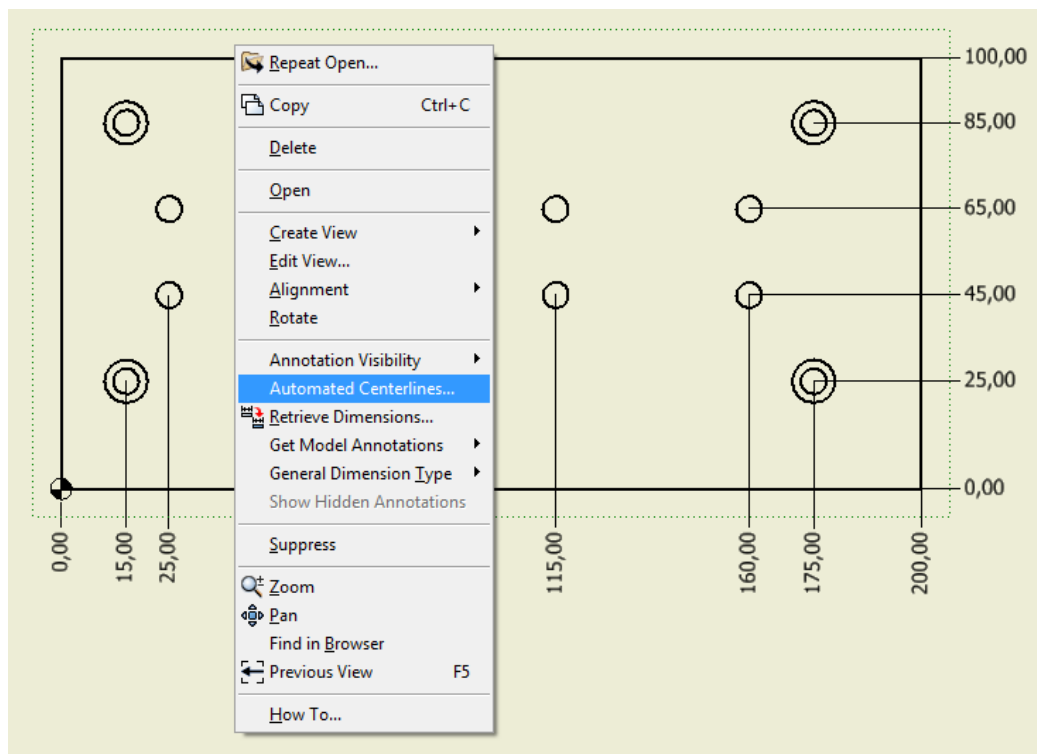 Repeat Open...
Copy Ctrl+C
Delete
Open
Create View
Edit View...
Alignment
Rotate
Annotation Visibility
Automated Centerlines...
Retrieve Dimensions...
Get Model Annotations
General Dimension Type
Show Hidden Annotations
Suppress
Zoom
Pan
Find in Browser
Previous View F5
How To...
100,00
85,00
65,00
45,00
25,00
0,00
0,00
15,00
25,00
115,00
160,00
175,00
200,00